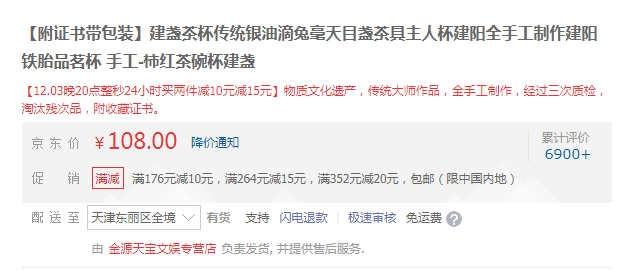 【附证书带包装】建盏茶杯传统银油滴兔毫天目盏茶具主人杯建阳全手工制作建阳
铁胎品茗杯 手工-柿红茶碗杯建盏
【12.03晚20点整秒24小时买两件减10元减15元】物质文化遗产，传统大师作品，全手工制作，经过三次质检，
淘汰残次品，附收藏证书。
京东价 ￥108.00 降价通知 累计评价
6900+
促销 满减 满176元减10元，满264元减15元，满352元减20元，包邮（限中国内地）
配送至 天津东丽区全境 有货 支持 闪电退款 | 极速审核 免运费 ?
由 金源天宝文娱专营店 负责发货, 并提供售后服务.